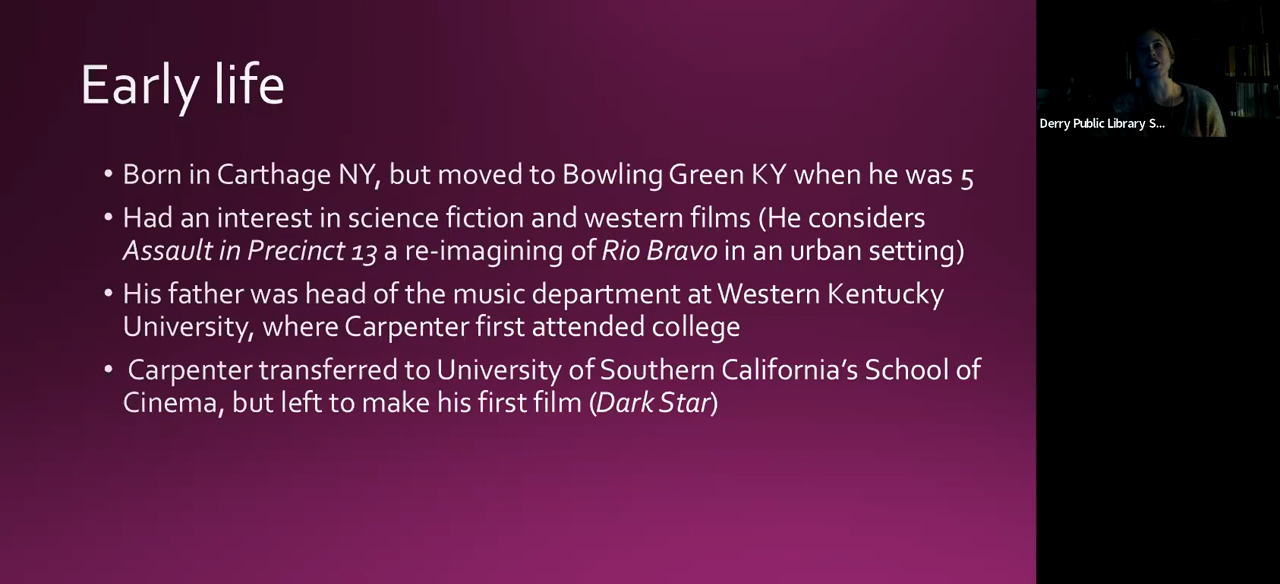 Early life
• Born in Carthage NY, but moved to Bowling Green KY when he was 5
• Had an interest in science fiction and western films (He considers
Assault in Precinct 13 a re-imagining of Rio Bravo in an urban setting)
• His father was head of the music department at Western Kentucky
University, where Carpenter first attended college
• Carpenter transferred to University of Southern California’s School of
Cinema, but left to make his first film (Dark Star)
Derry Public Library S...